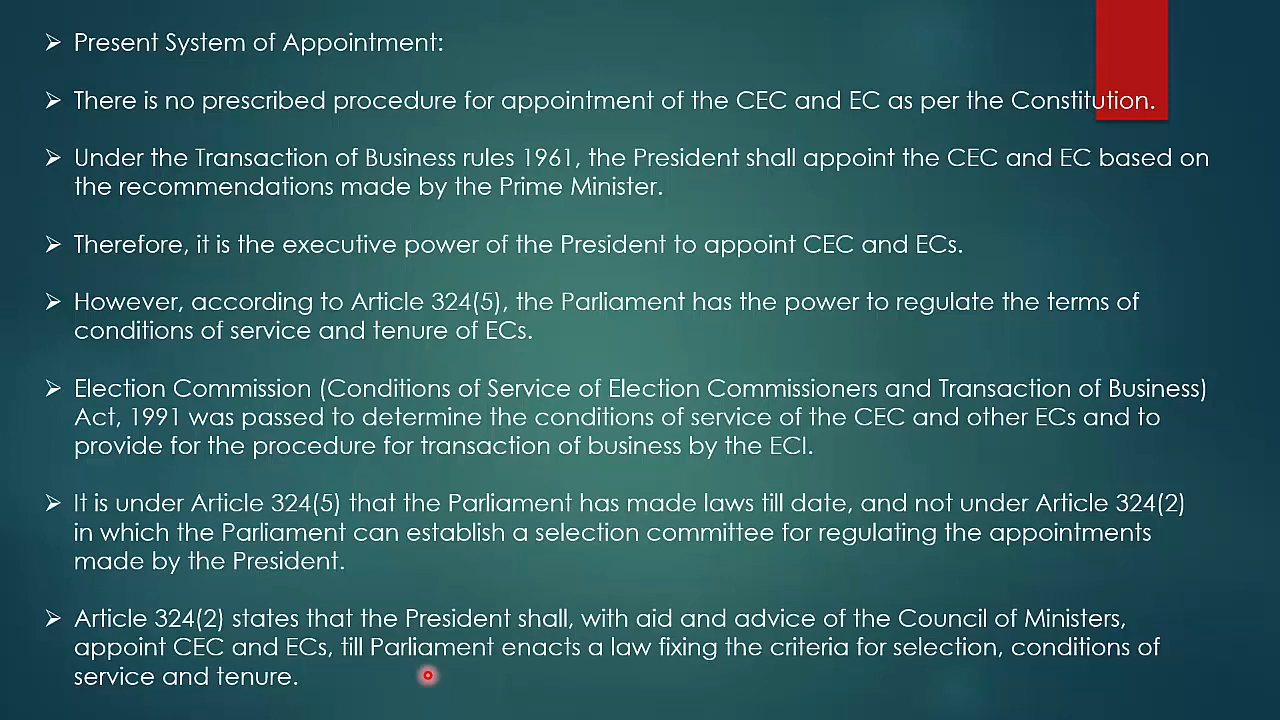 Present System of Appointment:
There is no prescribed procedure for appointment of the CEC and EC as per the Constitution.
Under the Transaction of Business rules 1961, the President shall appoint the CEC and EC based on
the recommendations made by the Prime Minister.
Therefore, it is the executive power of the President to appoint CEC and ECs.
However, according to Article 324(5), the Parliament has the power to regulate the terms of
conditions of service and tenure of ECs.
Election Commission (Conditions of Service of Election Commissioners and Transaction of Business)
Act, 1991 was passed to determine the conditions of service of the CEC and other ECs and to
provide for the procedure for transaction of business by the ECI.
It is under Article 324(5) that the Parliament has made laws till date, and not under Article 324(2)
in which the Parliament can establish a selection committee for regulating the appointments
made by the President.
Article 324(2) states that the President shall, with aid and advice of the Council of Ministers,
appoint CEC and ECs, till Parliament enacts a law fixing the criteria for selection, conditions of
service and tenure.